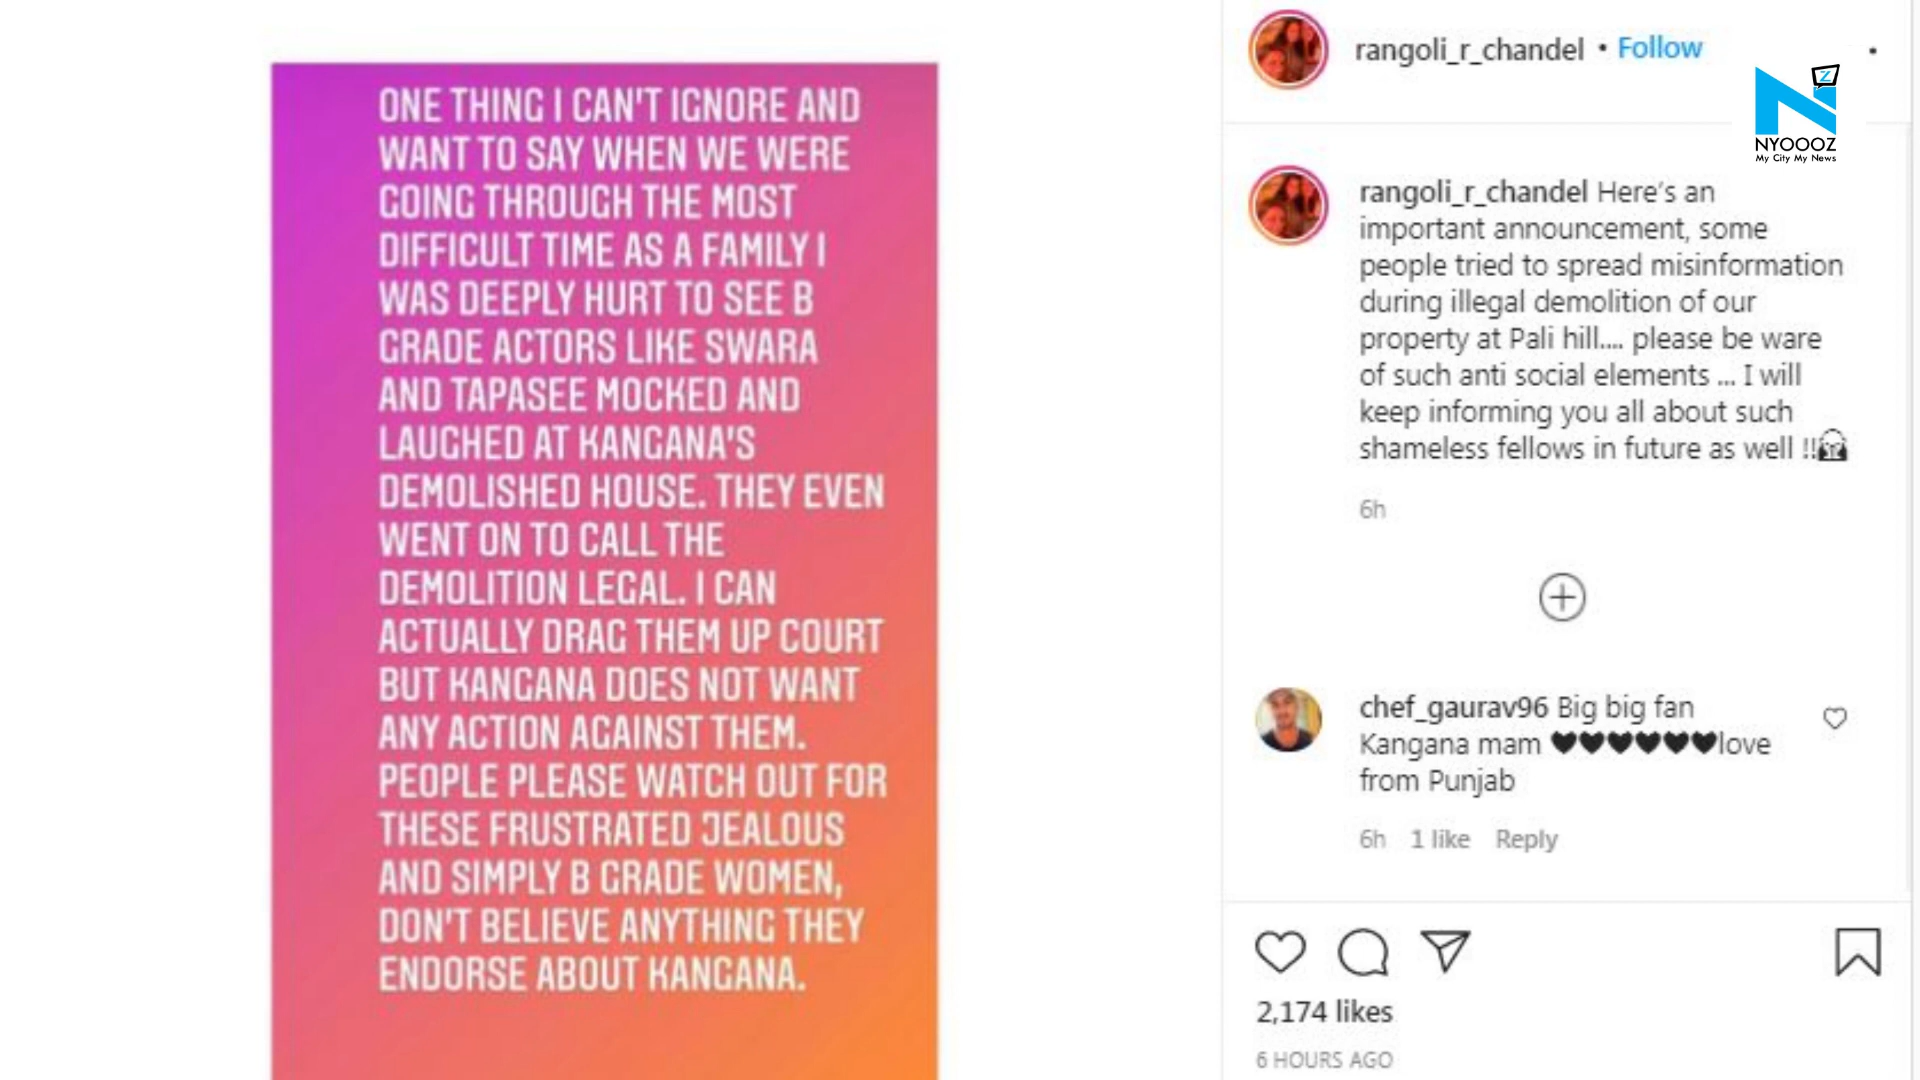 ONE THING I CAN'T IGNORE AND
WANT TO SAY WHEN WE WERE
GOING THROUGH THE MOST
DIFFICULT TIME AS A FAMILY I
WAS DEEPLY HURT TO SEE B
GRADE ACTORS LIKE SWARA
AND TAPASEE MOCKED AND
LAUGHED AT KANGANA'S
DEMOLISHED HOUSE. THEY EVEN
WENT ON TO CALL THE
DEMOLITION LEGAL. I CAN
ACTUALLY DRAG THEM UP COURT
BUT KANGANA DOES NOT WANT
ANY ACTION AGAINST THEM.
PEOPLE PLEASE WATCH OUT FOR
THESE FRUSTRATED JEALOUS
AND SIMPLY B GRADE WOMEN,
DON'T BELIEVE ANYTHING THEY
ENDORSE ABOUT KANGANA.
rangoli_r_chandel • Follow
Z
N
NYOOOZ
My City My News
rangoli_r_chandel Here's an
important announcement, some
people tried to spread misinformation
during illegal demolition of our
property at Pali hill.... please be ware
of such anti social elements ... I will
keep informing you all about such
shameless fellows in future as well !!
6h
chef_gaurav96 Big big fan
Kangana mam 🖤🖤🖤🖤🖤🖤love
from Punjab
6h 1 like Reply
2,174 likes
6 HOURS AGO